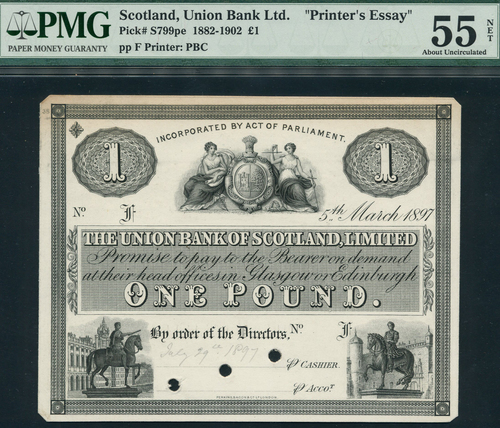 PMG
PAPER MONEY GUARANTY
Scotland, Union Bank Ltd. "Printer's Essay"
Pick# S799pe 1882-1902 £1
pp F Printer: PBC
55 NET
About Uncirculated
INCORPORATED BY ACT OF PARLIAMENT.
1 1
No F 5th March 1897
THE UNION BANK OF SCOTLAND, LIMITED
Promise to pay to the Bearer on demand
at their head offices in Glasgow or Edinburgh
ONE POUND.
By order of the Directors, No F
July 29th 1897
p CASHIER.
p ACCOT.